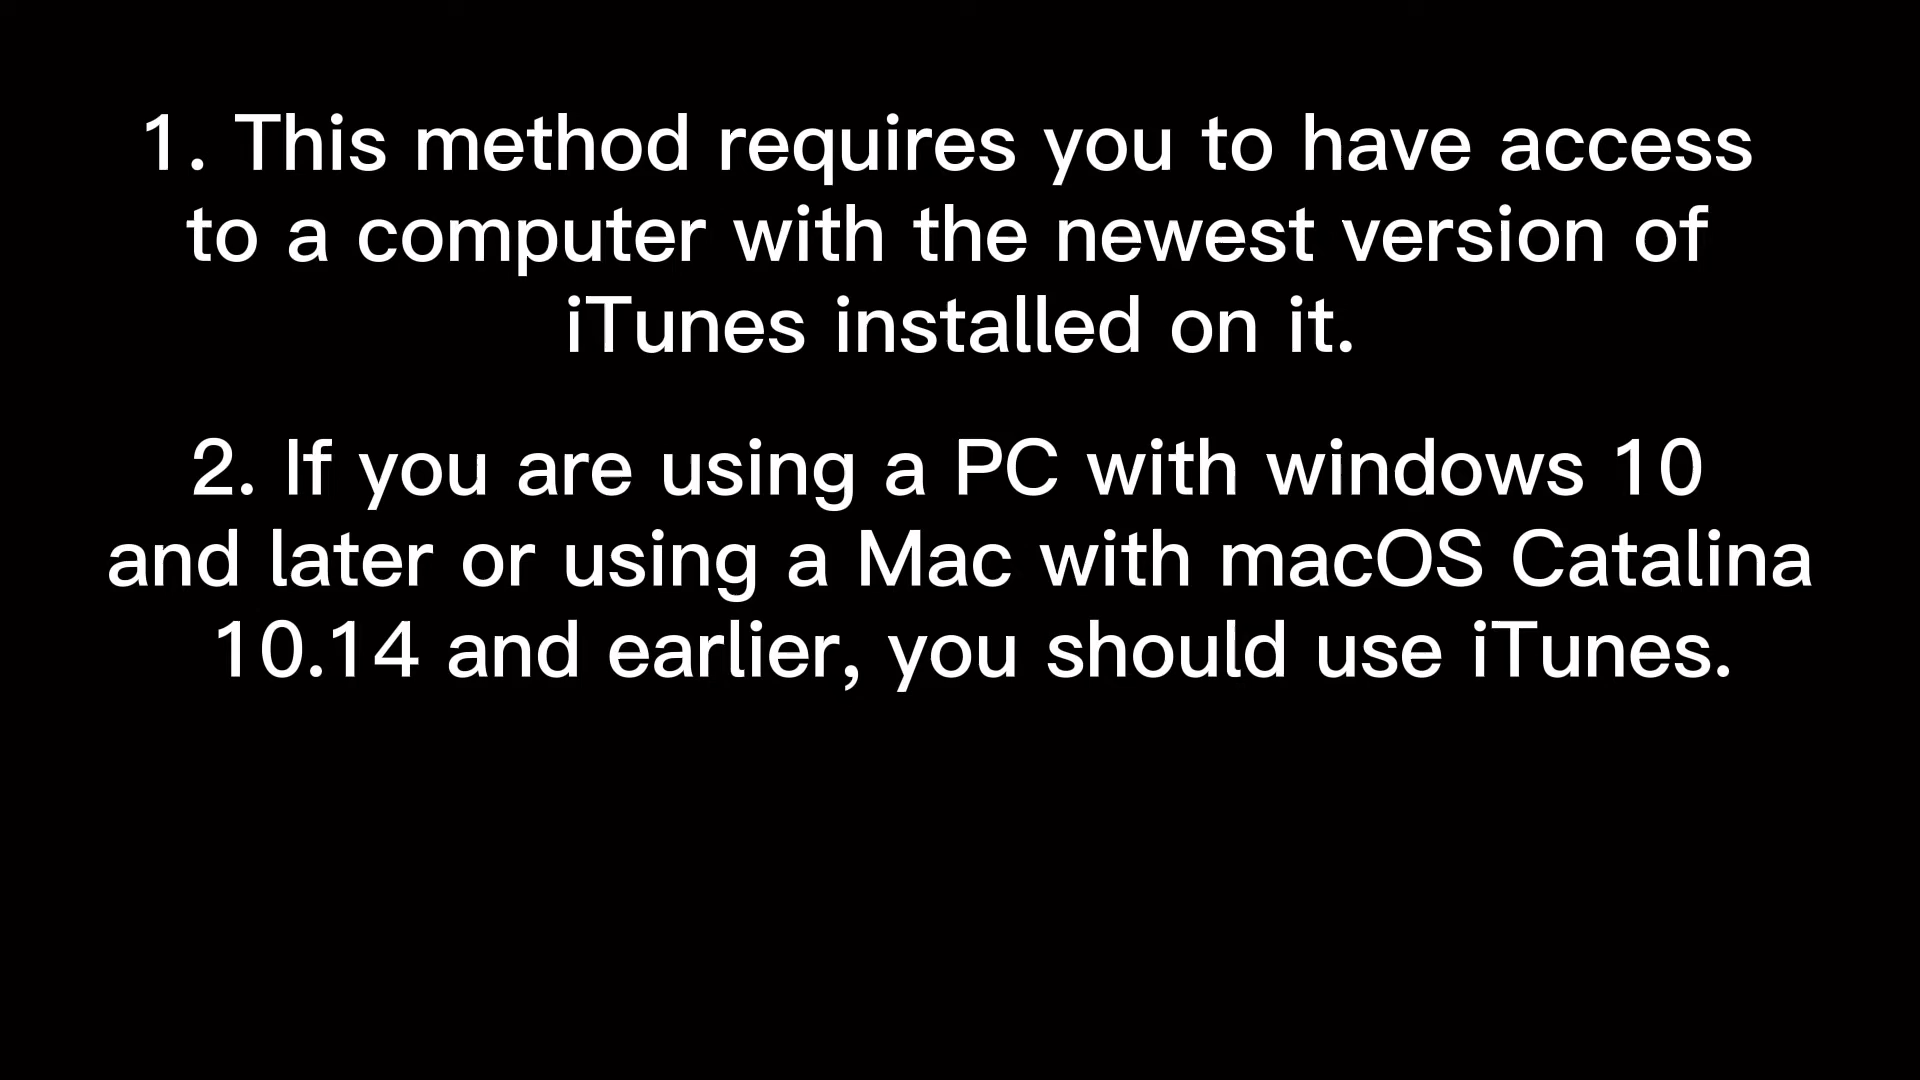 1. This method requires you to have access
to a computer with the newest version of
iTunes installed on it.
2. If you are using a PC with windows 10
and later or using a Mac with macOS Catalina
10.14 and earlier, you should use iTunes.